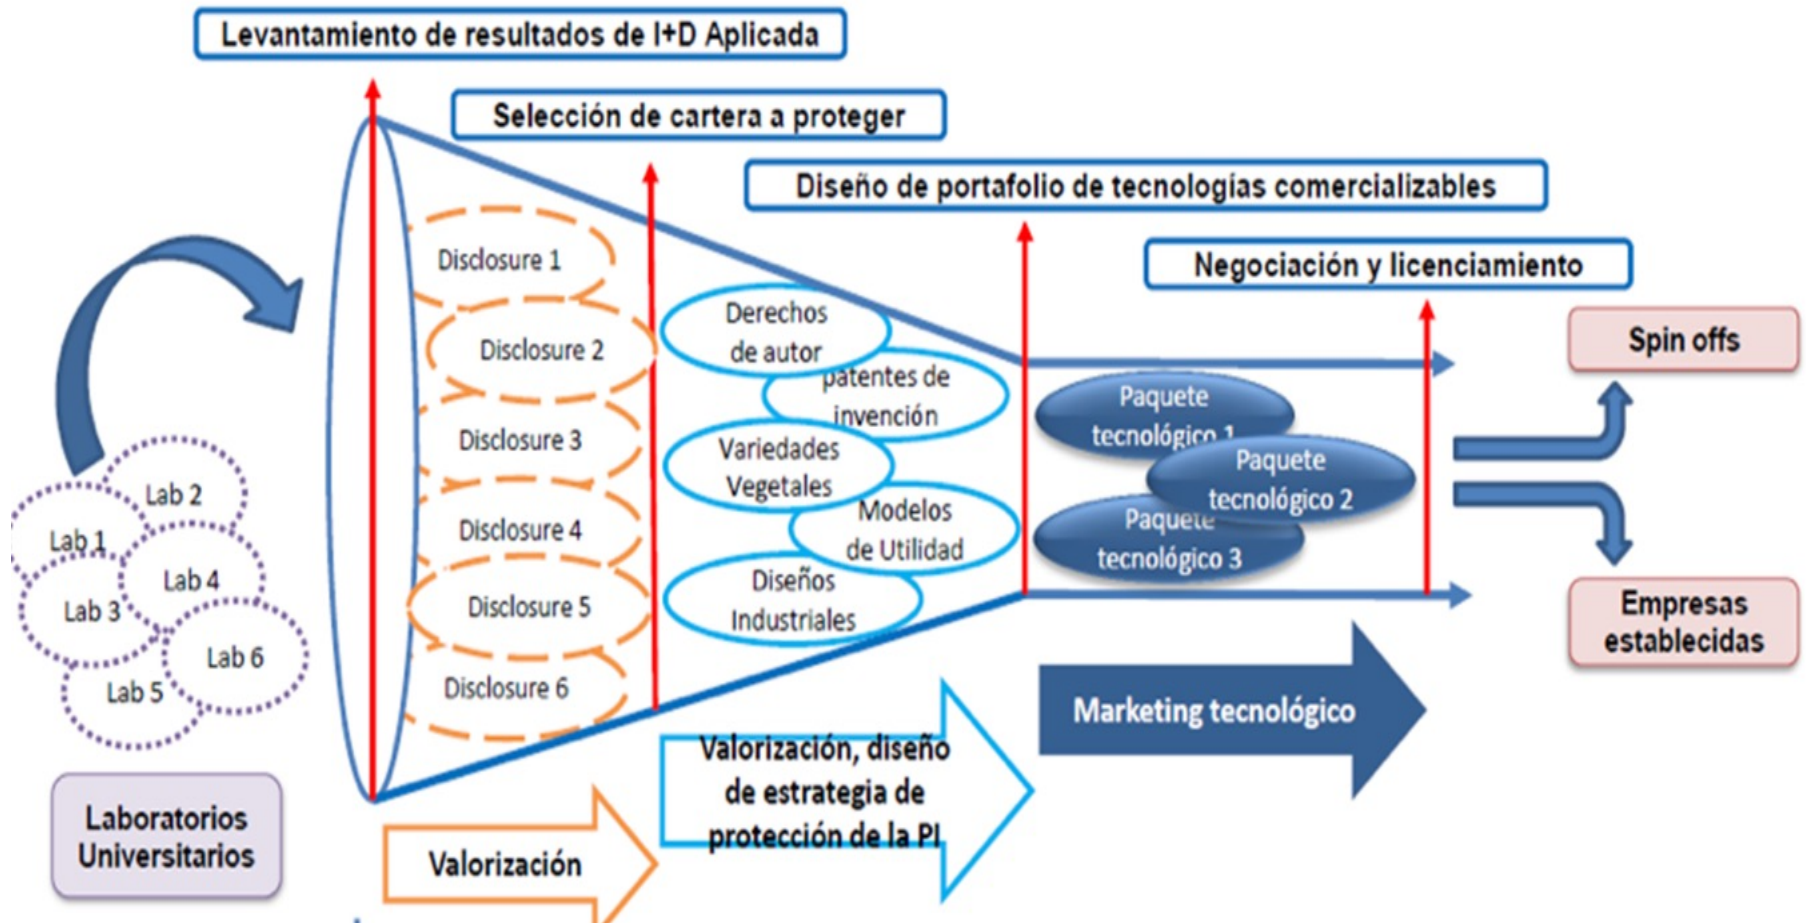 Levantamiento de resultados de I+D Aplicada
Selección de cartera a proteger
Diseño de portafolio de tecnologías comercializables
Negociación y licenciamiento
Lab 2
Lab 1
Lab 4
Lab 3
Lab 6
Lab 5
Laboratorios
Universitarios
Disclosure 1
Disclosure 2
Disclosure 3
Disclosure 4
Disclosure 5
Disclosure 6
Derechos
de autor
patentes de
invención
Variedades
Vegetales
Modelos
de Utilidad
Diseños
Industriales
Paquete
tecnológico 1
Paquete
tecnológico 2
Paquete
tecnológico 3
Spin offs
Empresas
establecidas
Valorización
Valorización, diseño
de estrategia de
protección de la PI
Marketing tecnológico